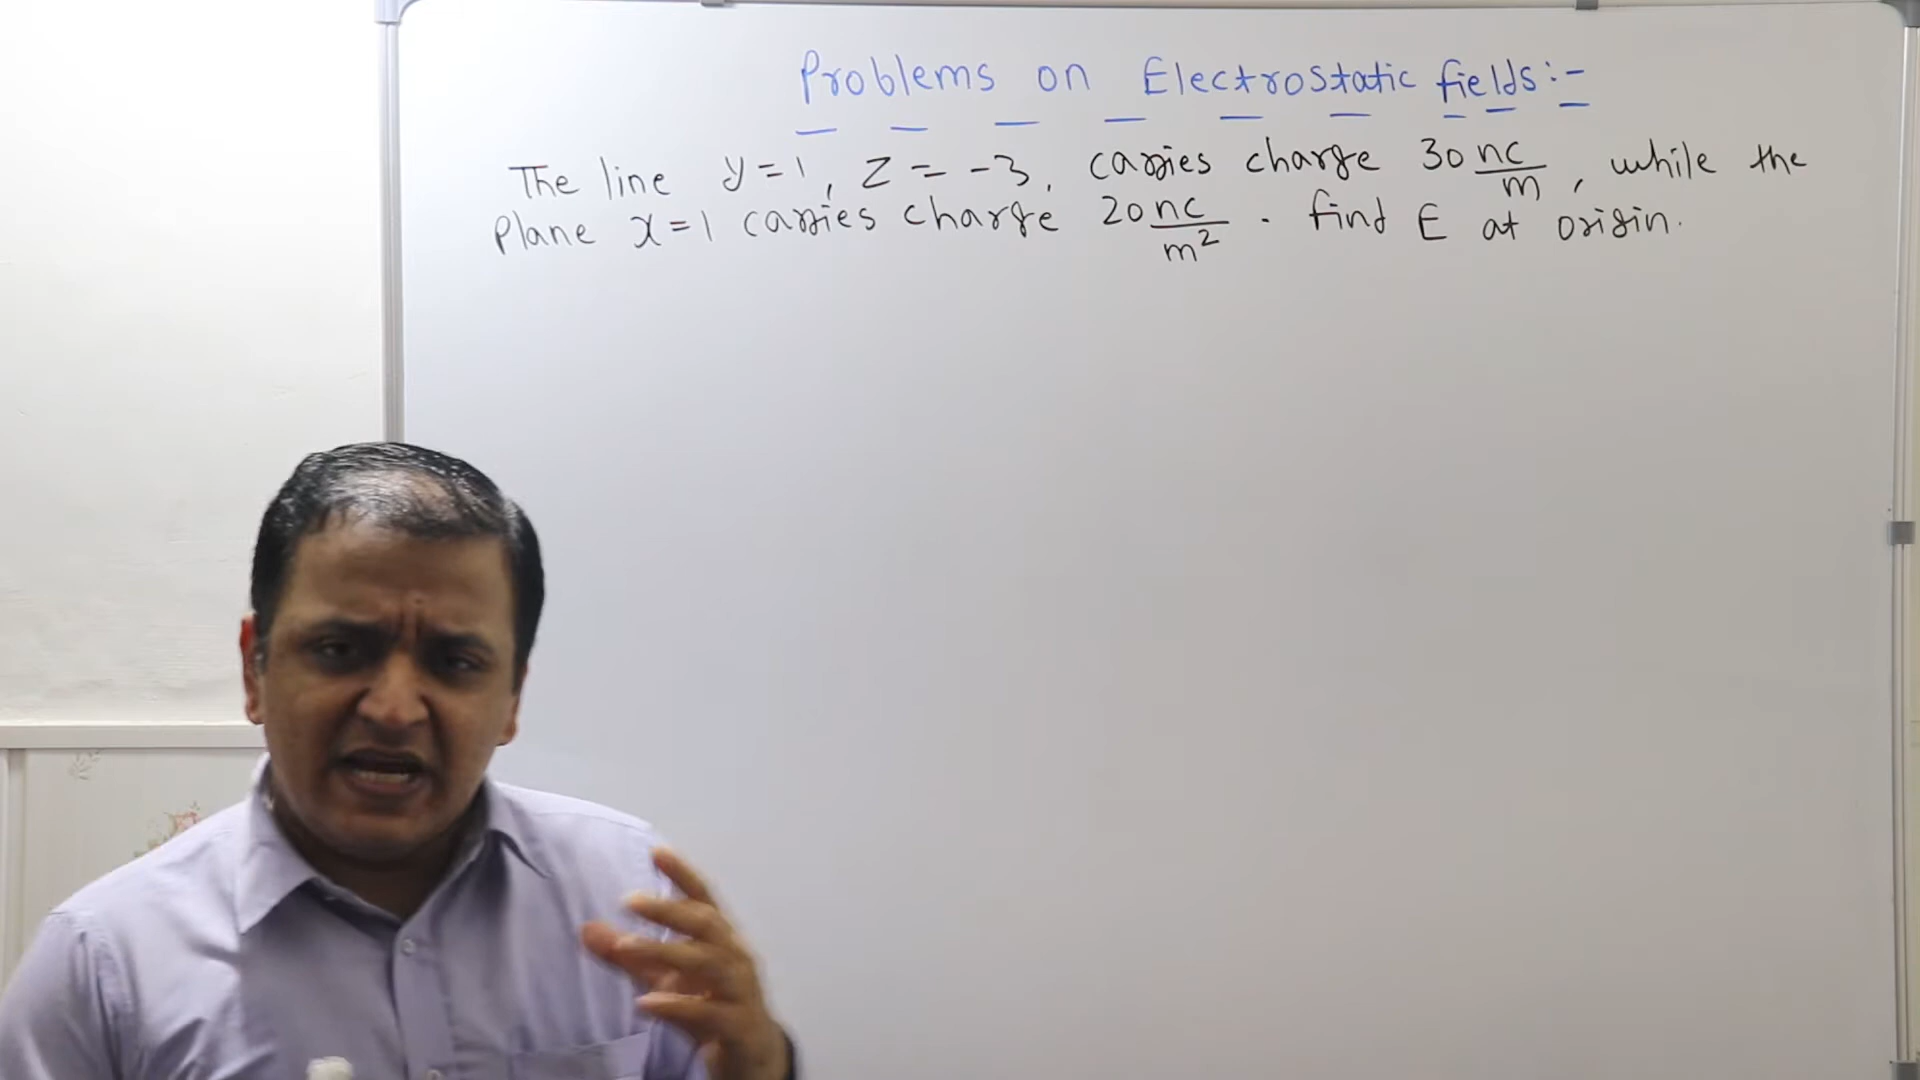 Problems on Electrostatic fields:-
The line y=1, z=-3, carries charge 30 nc/m, while the
plane x=1 carries charge 20 nc/m². find E at origin.